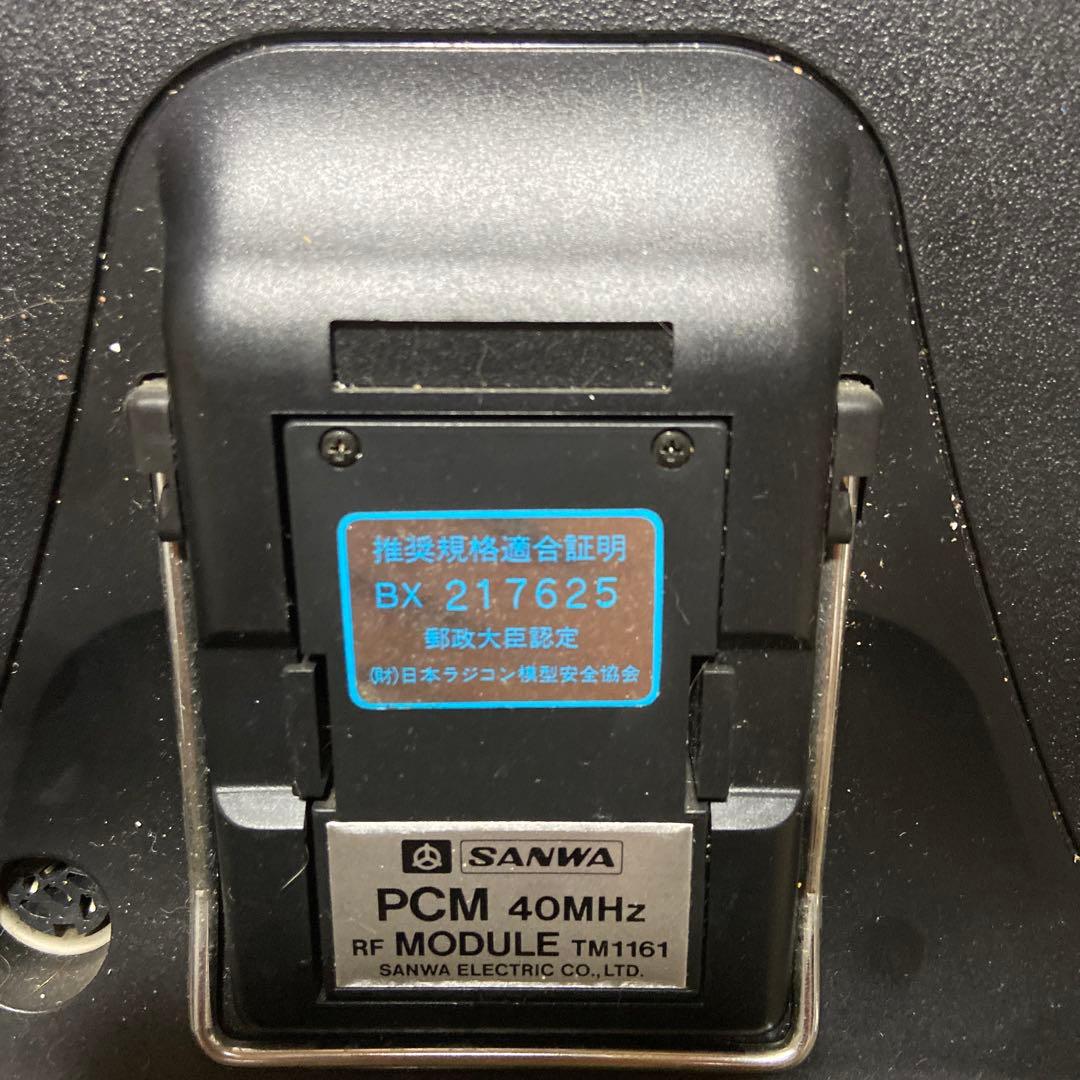 推奨規格適合証明
BX 217625
郵政大臣認定
(財)日本ラジコン模型安全協会
SANWA
PCM 40MHz
RF MODULE TM1161
SANWA ELECTRIC CO.,LTD.